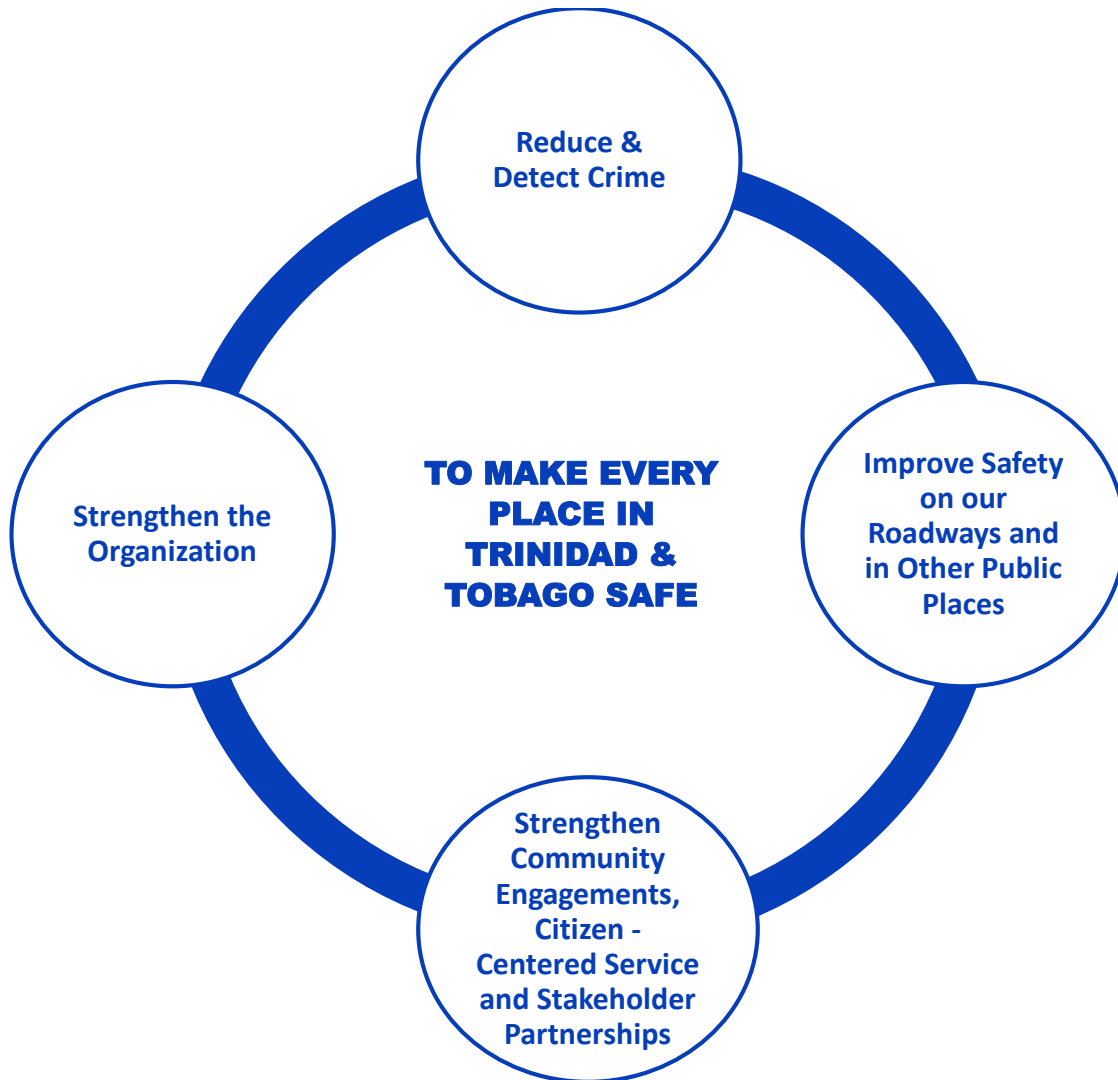 Reduce &
Detect Crime
Improve Safety
on our
Roadways and
in Other Public
Places
Strengthen
Community
Engagements,
Citizen -
Centered Service
and Stakeholder
Partnerships
Strengthen the
Organization
TO MAKE EVERY
PLACE IN
TRINIDAD &
TOBAGO SAFE